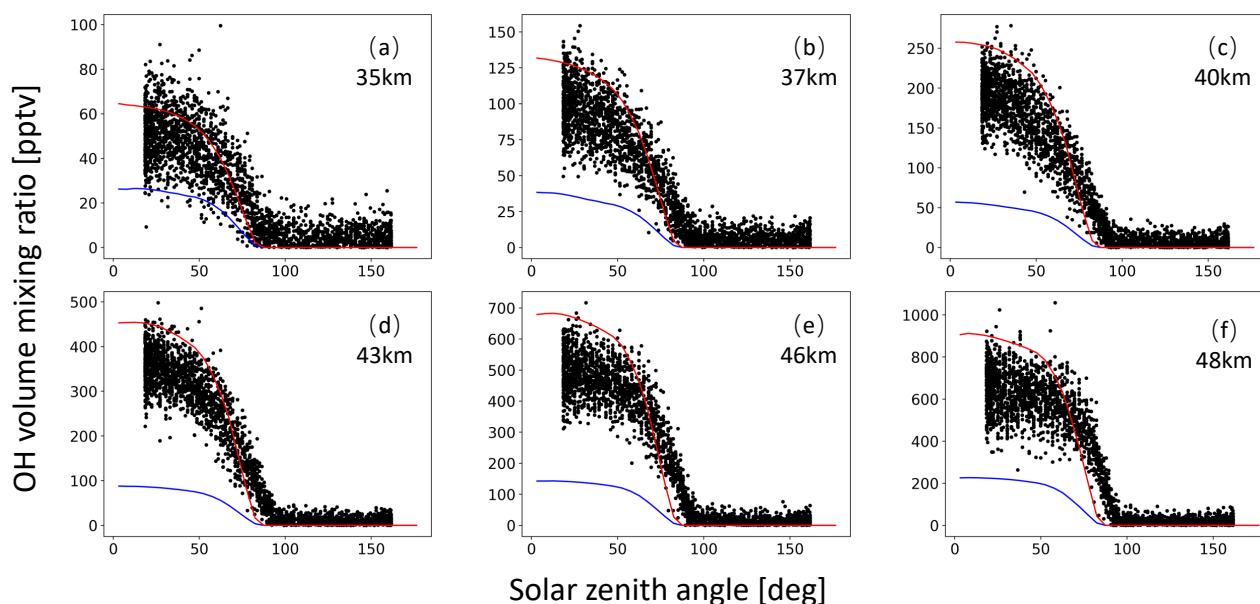 OH volume mixing ratio [pptv]
100
80
60
40
20
0
0 50 100 150
(a)
35km
150
125
100
75
50
25
0
0 50 100 150
(b)
37km
250
200
150
100
50
0
0 50 100 150
(c)
40km
500
400
300
200
100
0
0 50 100 150
(d)
43km
700
600
500
400
300
200
100
0
0 50 100 150
(e)
46km
1000
800
600
400
200
0
0 50 100 150
(f)
48km
Solar zenith angle [deg]